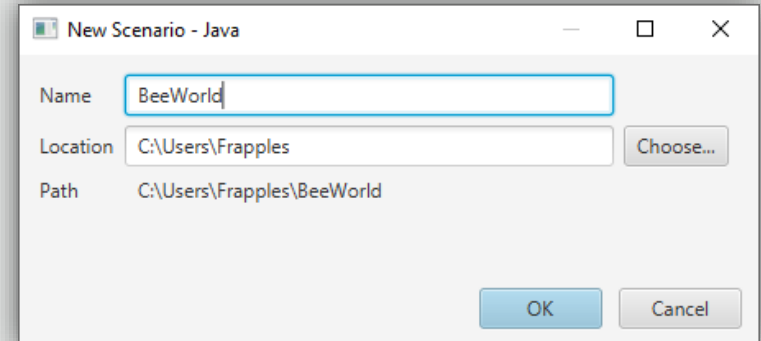 New Scenario - Java
Name BeeWorld
Location C:\Users\Frapples Choose...
Path C:\Users\Frapples\BeeWorld
OK Cancel